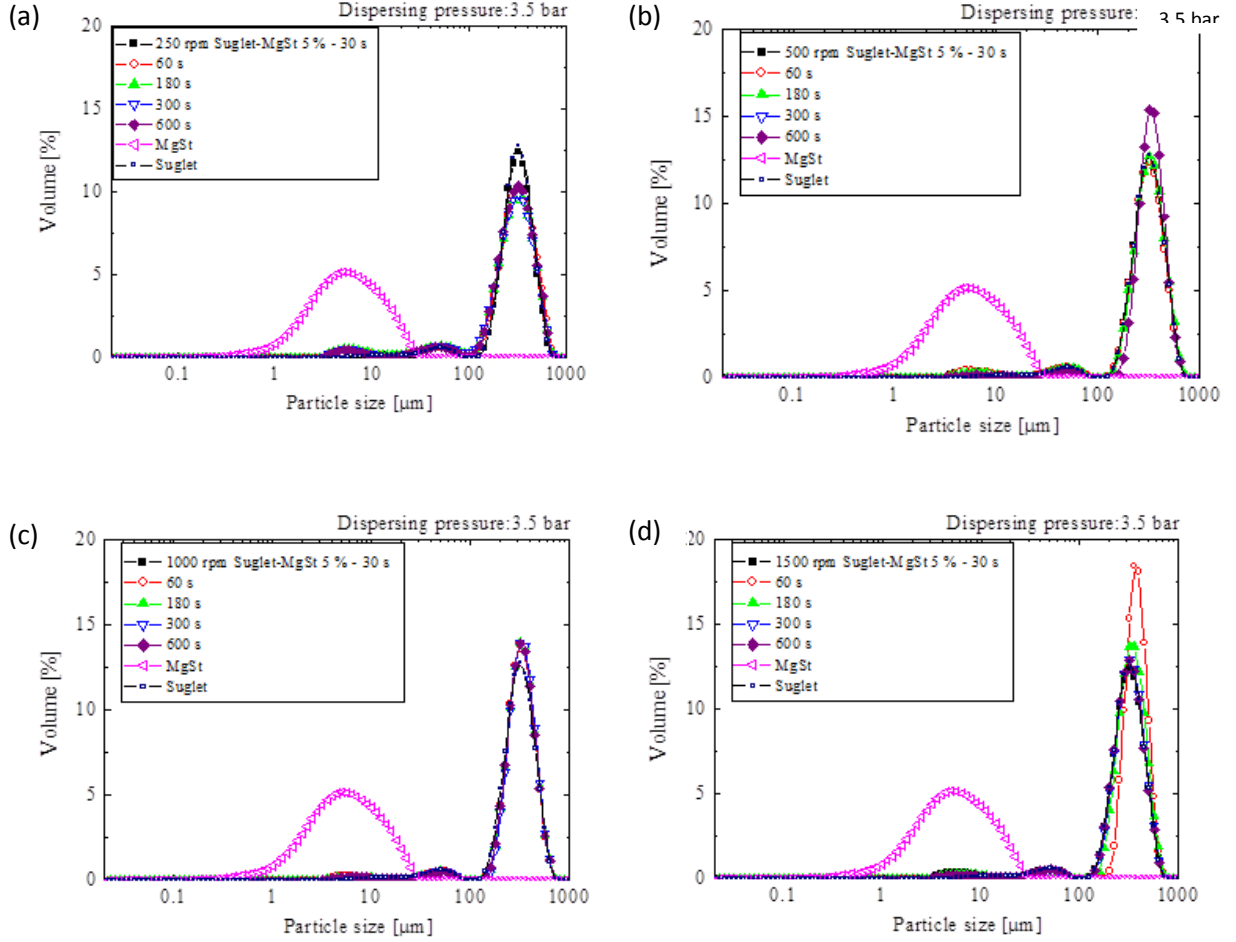 (a)
Dispersing pressure:3.5 bar
20
15
10
5
0
Volume [%]
250 rpm Suglet-MgSt 5 % - 30 s
60 s
180 s
300 s
600 s
MgSt
Suglet
0.1 1 10 100 1000
Particle size [µm]
(b)
Dispersing pressure: 3.5 bar
20
15
10
5
0
Volume [%]
500 rpm Suglet-MgSt 5 % - 30 s
60 s
180 s
300 s
600 s
MgSt
Suglet
0.1 1 10 100 1000
Particle size [µm]
(c)
Dispersing pressure:3.5 bar
20
15
10
5
0
Volume [%]
1000 rpm Suglet-MgSt 5 % - 30 s
60 s
180 s
300 s
600 s
MgSt
Suglet
0.1 1 10 100 1000
Particle size [µm]
(d)
Dispersing pressure:3.5 bar
20
15
10
5
0
Volume [%]
1500 rpm Suglet-MgSt 5 % - 30 s
60 s
180 s
300 s
600 s
MgSt
Suglet
0.1 1 10 100 1000
Particle size [µm]